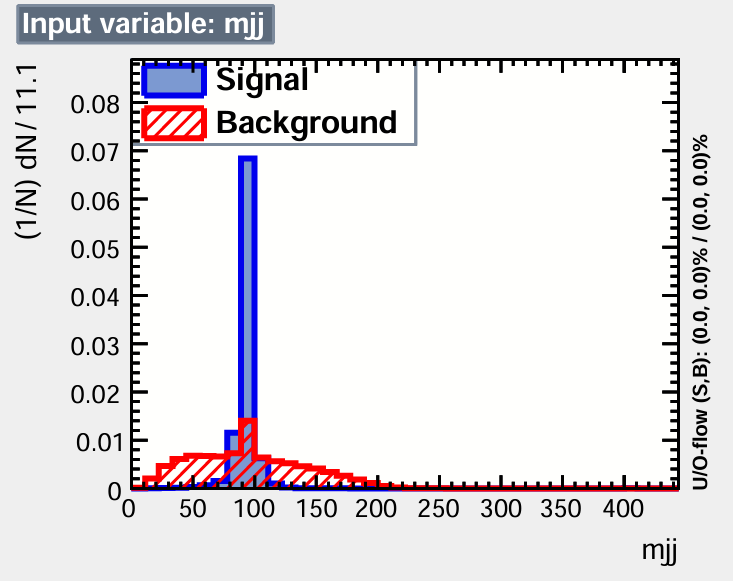 Input variable: mjj
Signal
Background
(1/N) dN / 11.1
0.08
0.07
0.06
0.05
0.04
0.03
0.02
0.01
0
0 50 100 150 200 250 300 350 400
mjj
U/O-flow (S,B): (0.0, 0.0)% / (0.0, 0.0)%